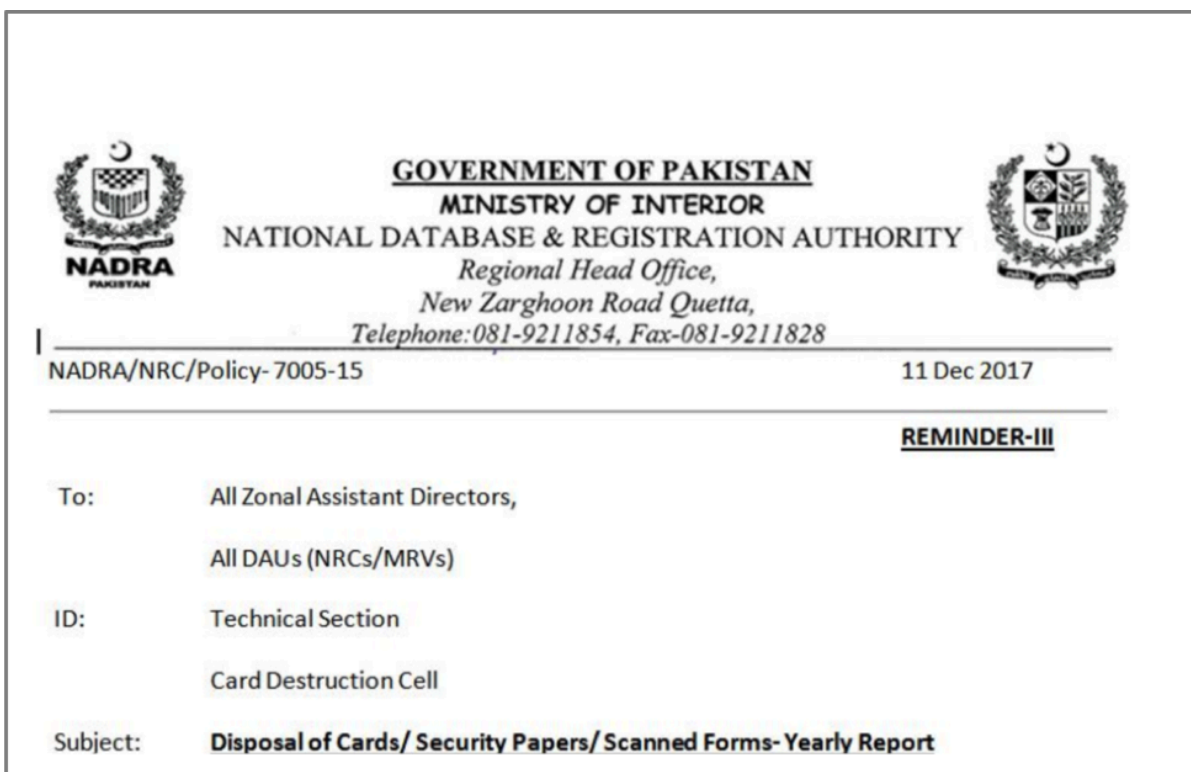 GOVERNMENT OF PAKISTAN
MINISTRY OF INTERIOR
NATIONAL DATABASE & REGISTRATION AUTHORITY
Regional Head Office,
New Zarghoon Road Quetta,
Telephone:081-9211854, Fax-081-9211828
NADRA
PAKISTAN
NADRA/NRC/Policy-7005-15 11 Dec 2017
REMINDER-III
To: All Zonal Assistant Directors,
All DAUs (NRCs/MRVs)
ID: Technical Section
Card Destruction Cell
Subject: Disposal of Cards/ Security Papers/ Scanned Forms- Yearly Report